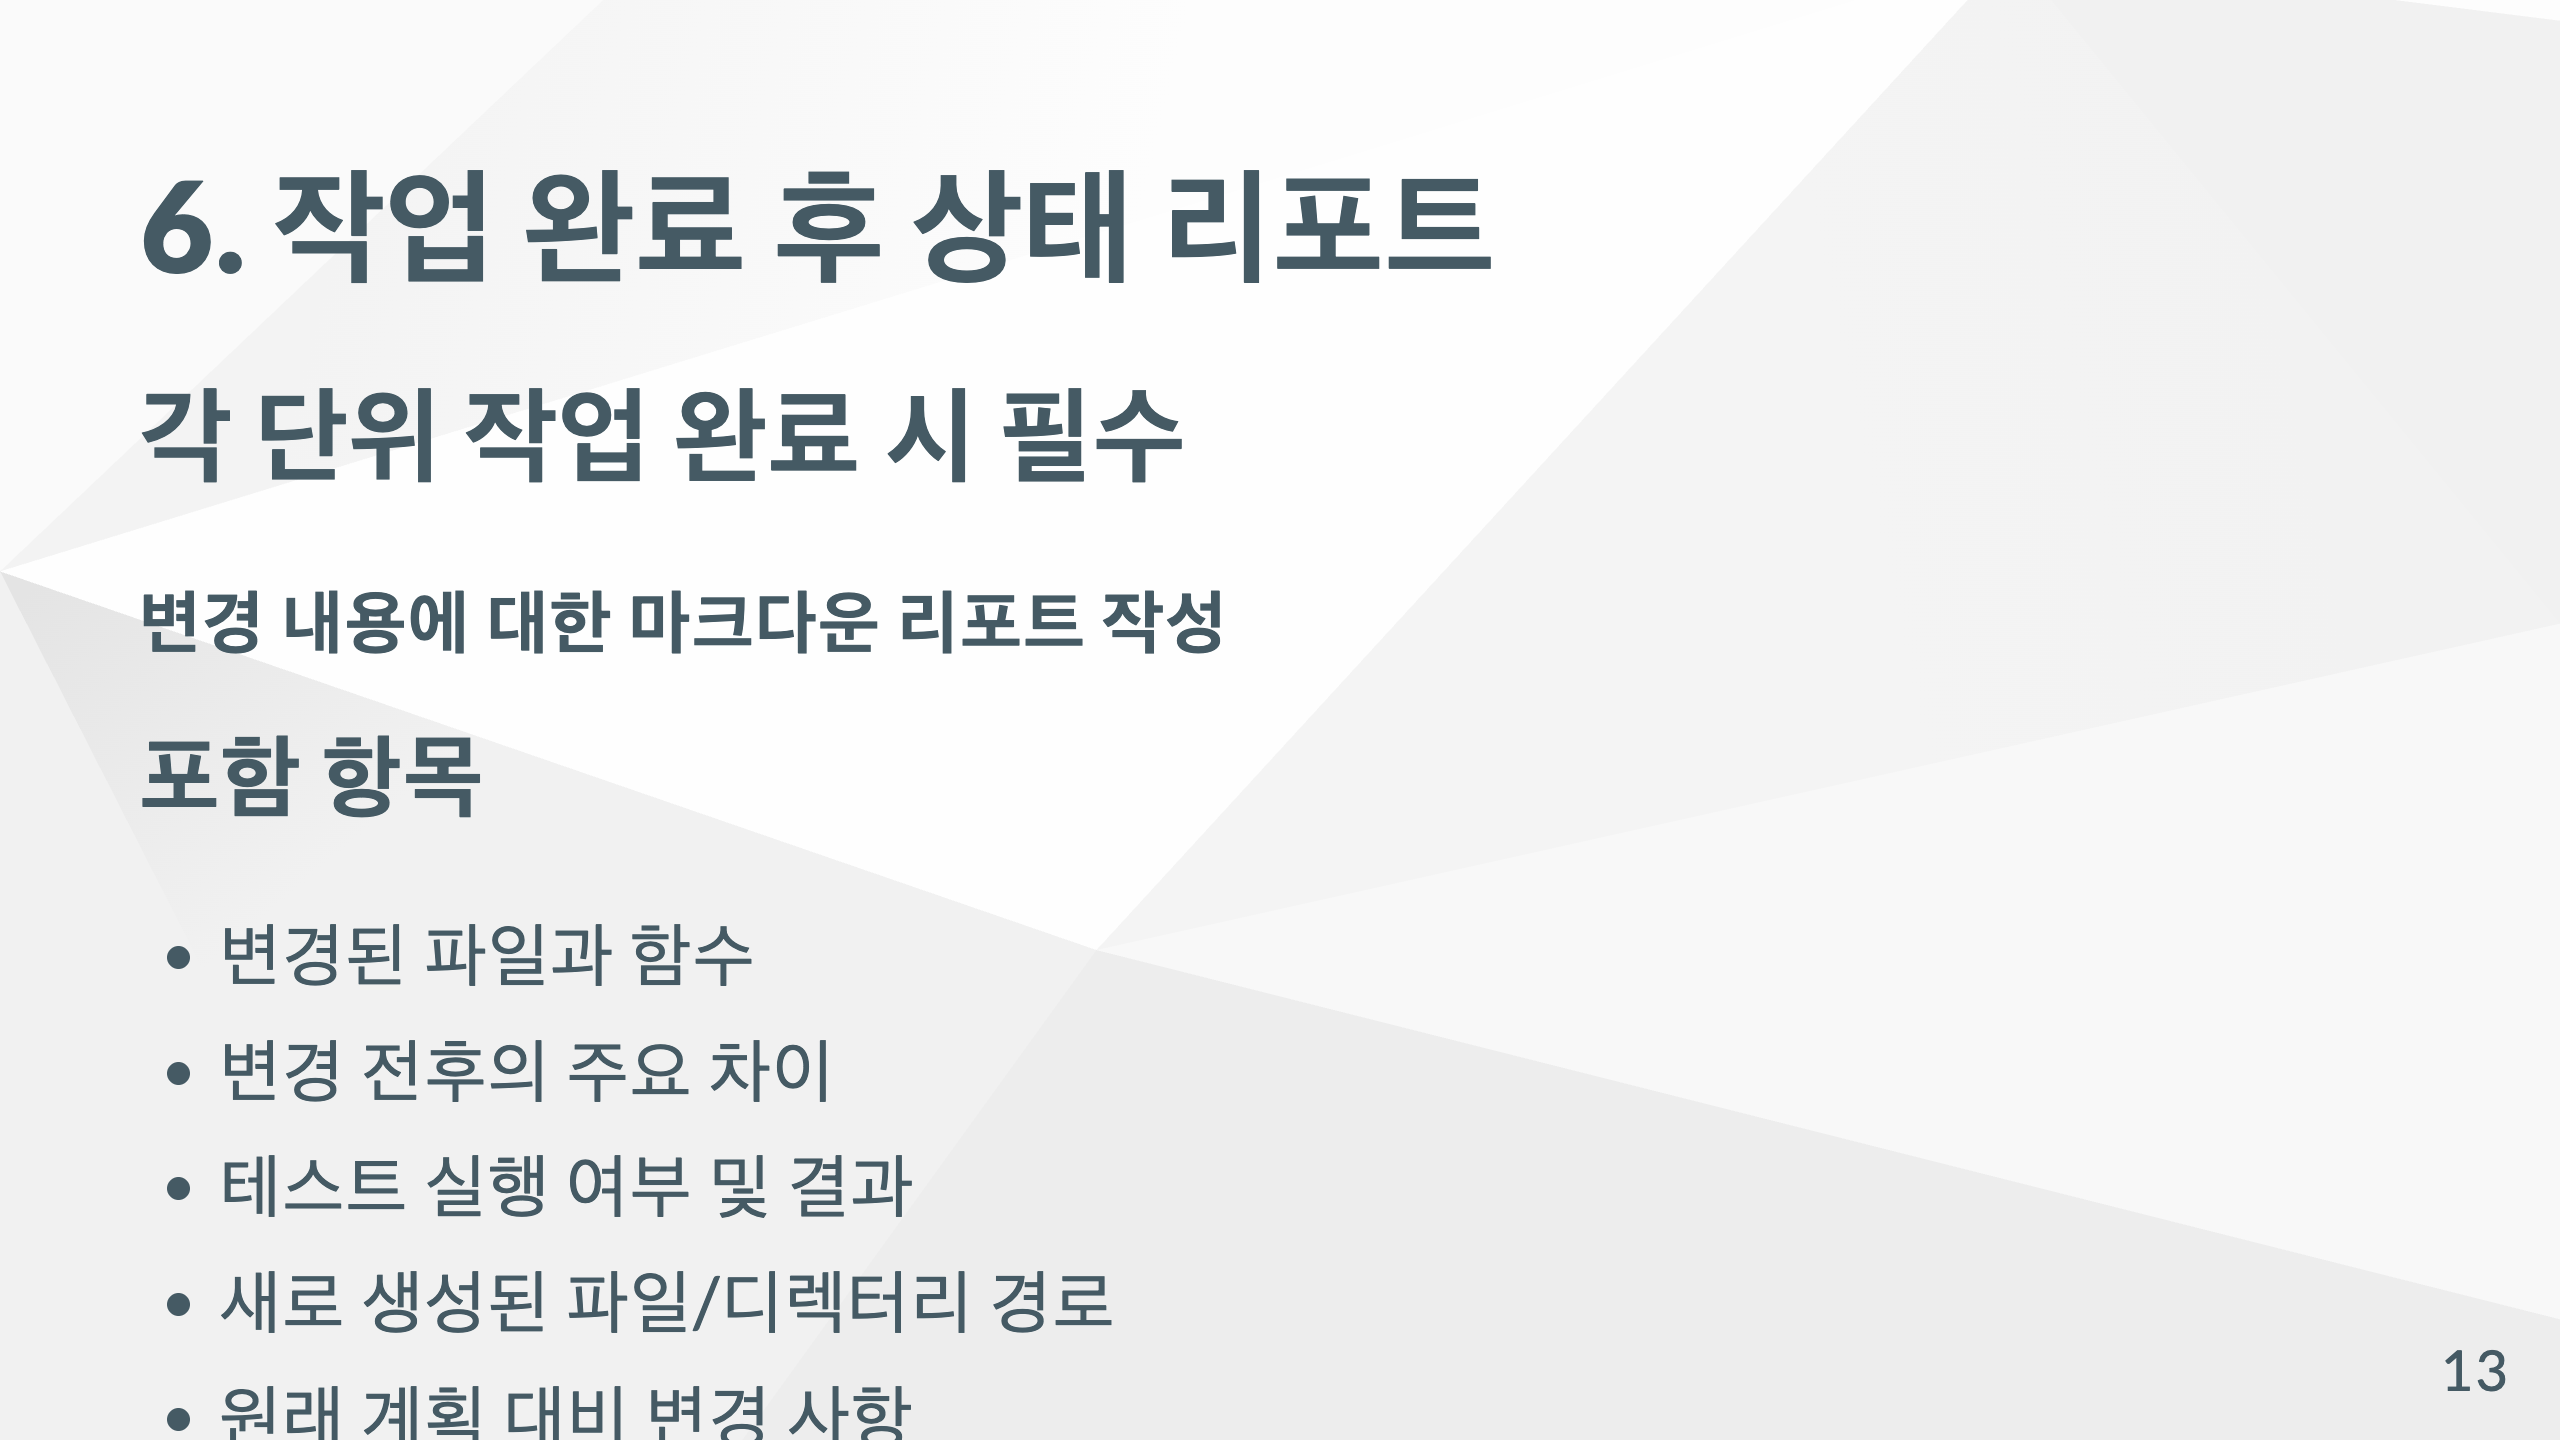 6. 작업 완료 후 상태 리포트
각 단위 작업 완료 시 필수
변경 내용에 대한 마크다운 리포트 작성
포함 항목
• 변경된 파일과 함수
• 변경 전후의 주요 차이
• 테스트 실행 여부 및 결과
• 새로 생성된 파일/디렉터리 경로
• 원래 계획 대비 변경 사항
13